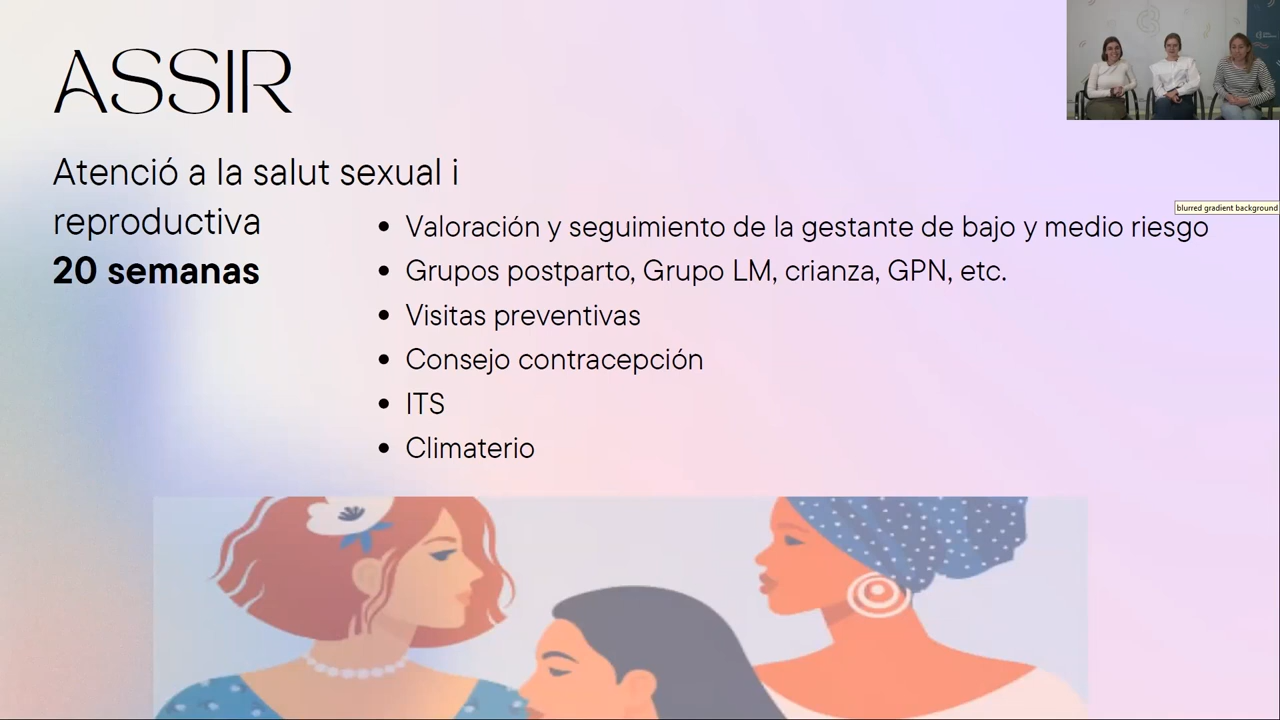 ASSIR
Atenció a la salut sexual i
reproductiva
20 semanas
• Valoración y seguimiento de la gestante de bajo y medio riesgo
• Grupos postparto, Grupo LM, crianza, GPN, etc.
• Visitas preventivas
• Consejo contracepción
• ITS
• Climaterio
blurred gradient background